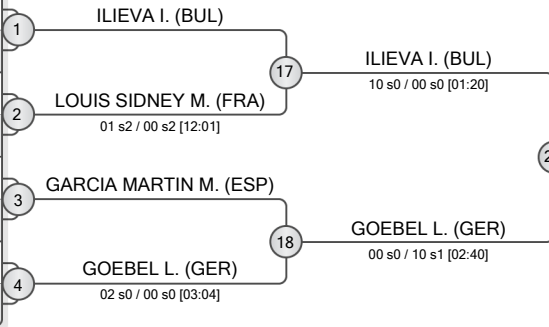 ILIEVA I. (BUL)
1
17
ILIEVA I. (BUL)
10 s0 / 00 s0 [01:20]
LOUIS SIDNEY M. (FRA)
2
01 s2 / 00 s2 [12:01]
GARCIA MARTIN M. (ESP)
3
18
GOEBEL L. (GER)
00 s0 / 10 s1 [02:40]
GOEBEL L. (GER)
4
02 s0 / 00 s0 [03:04]